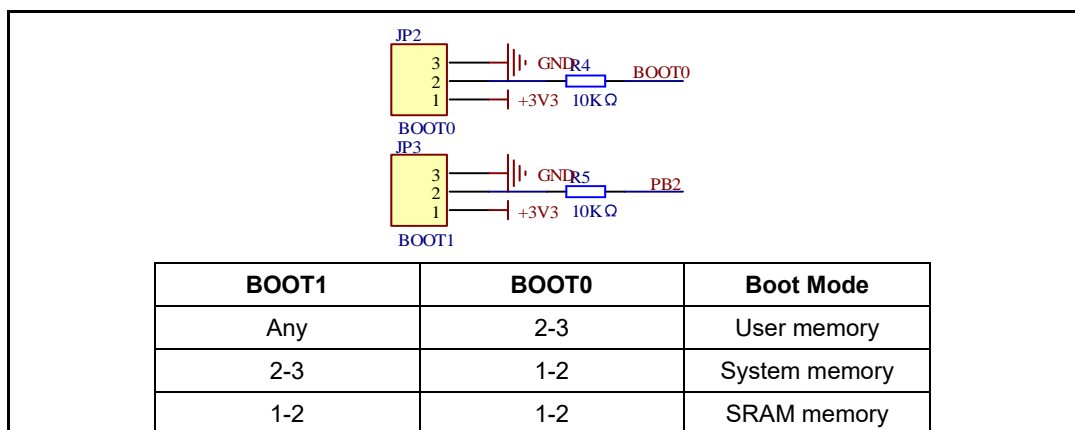 JP2
3 GND R4 BOOT0
2
1 +3V3 10KΩ
BOOT0
JP3
3 GND R5 PB2
2
1 +3V3 10KΩ
BOOT1
BOOT1 BOOT0 Boot Mode
Any 2-3 User memory
2-3 1-2 System memory
1-2 1-2 SRAM memory